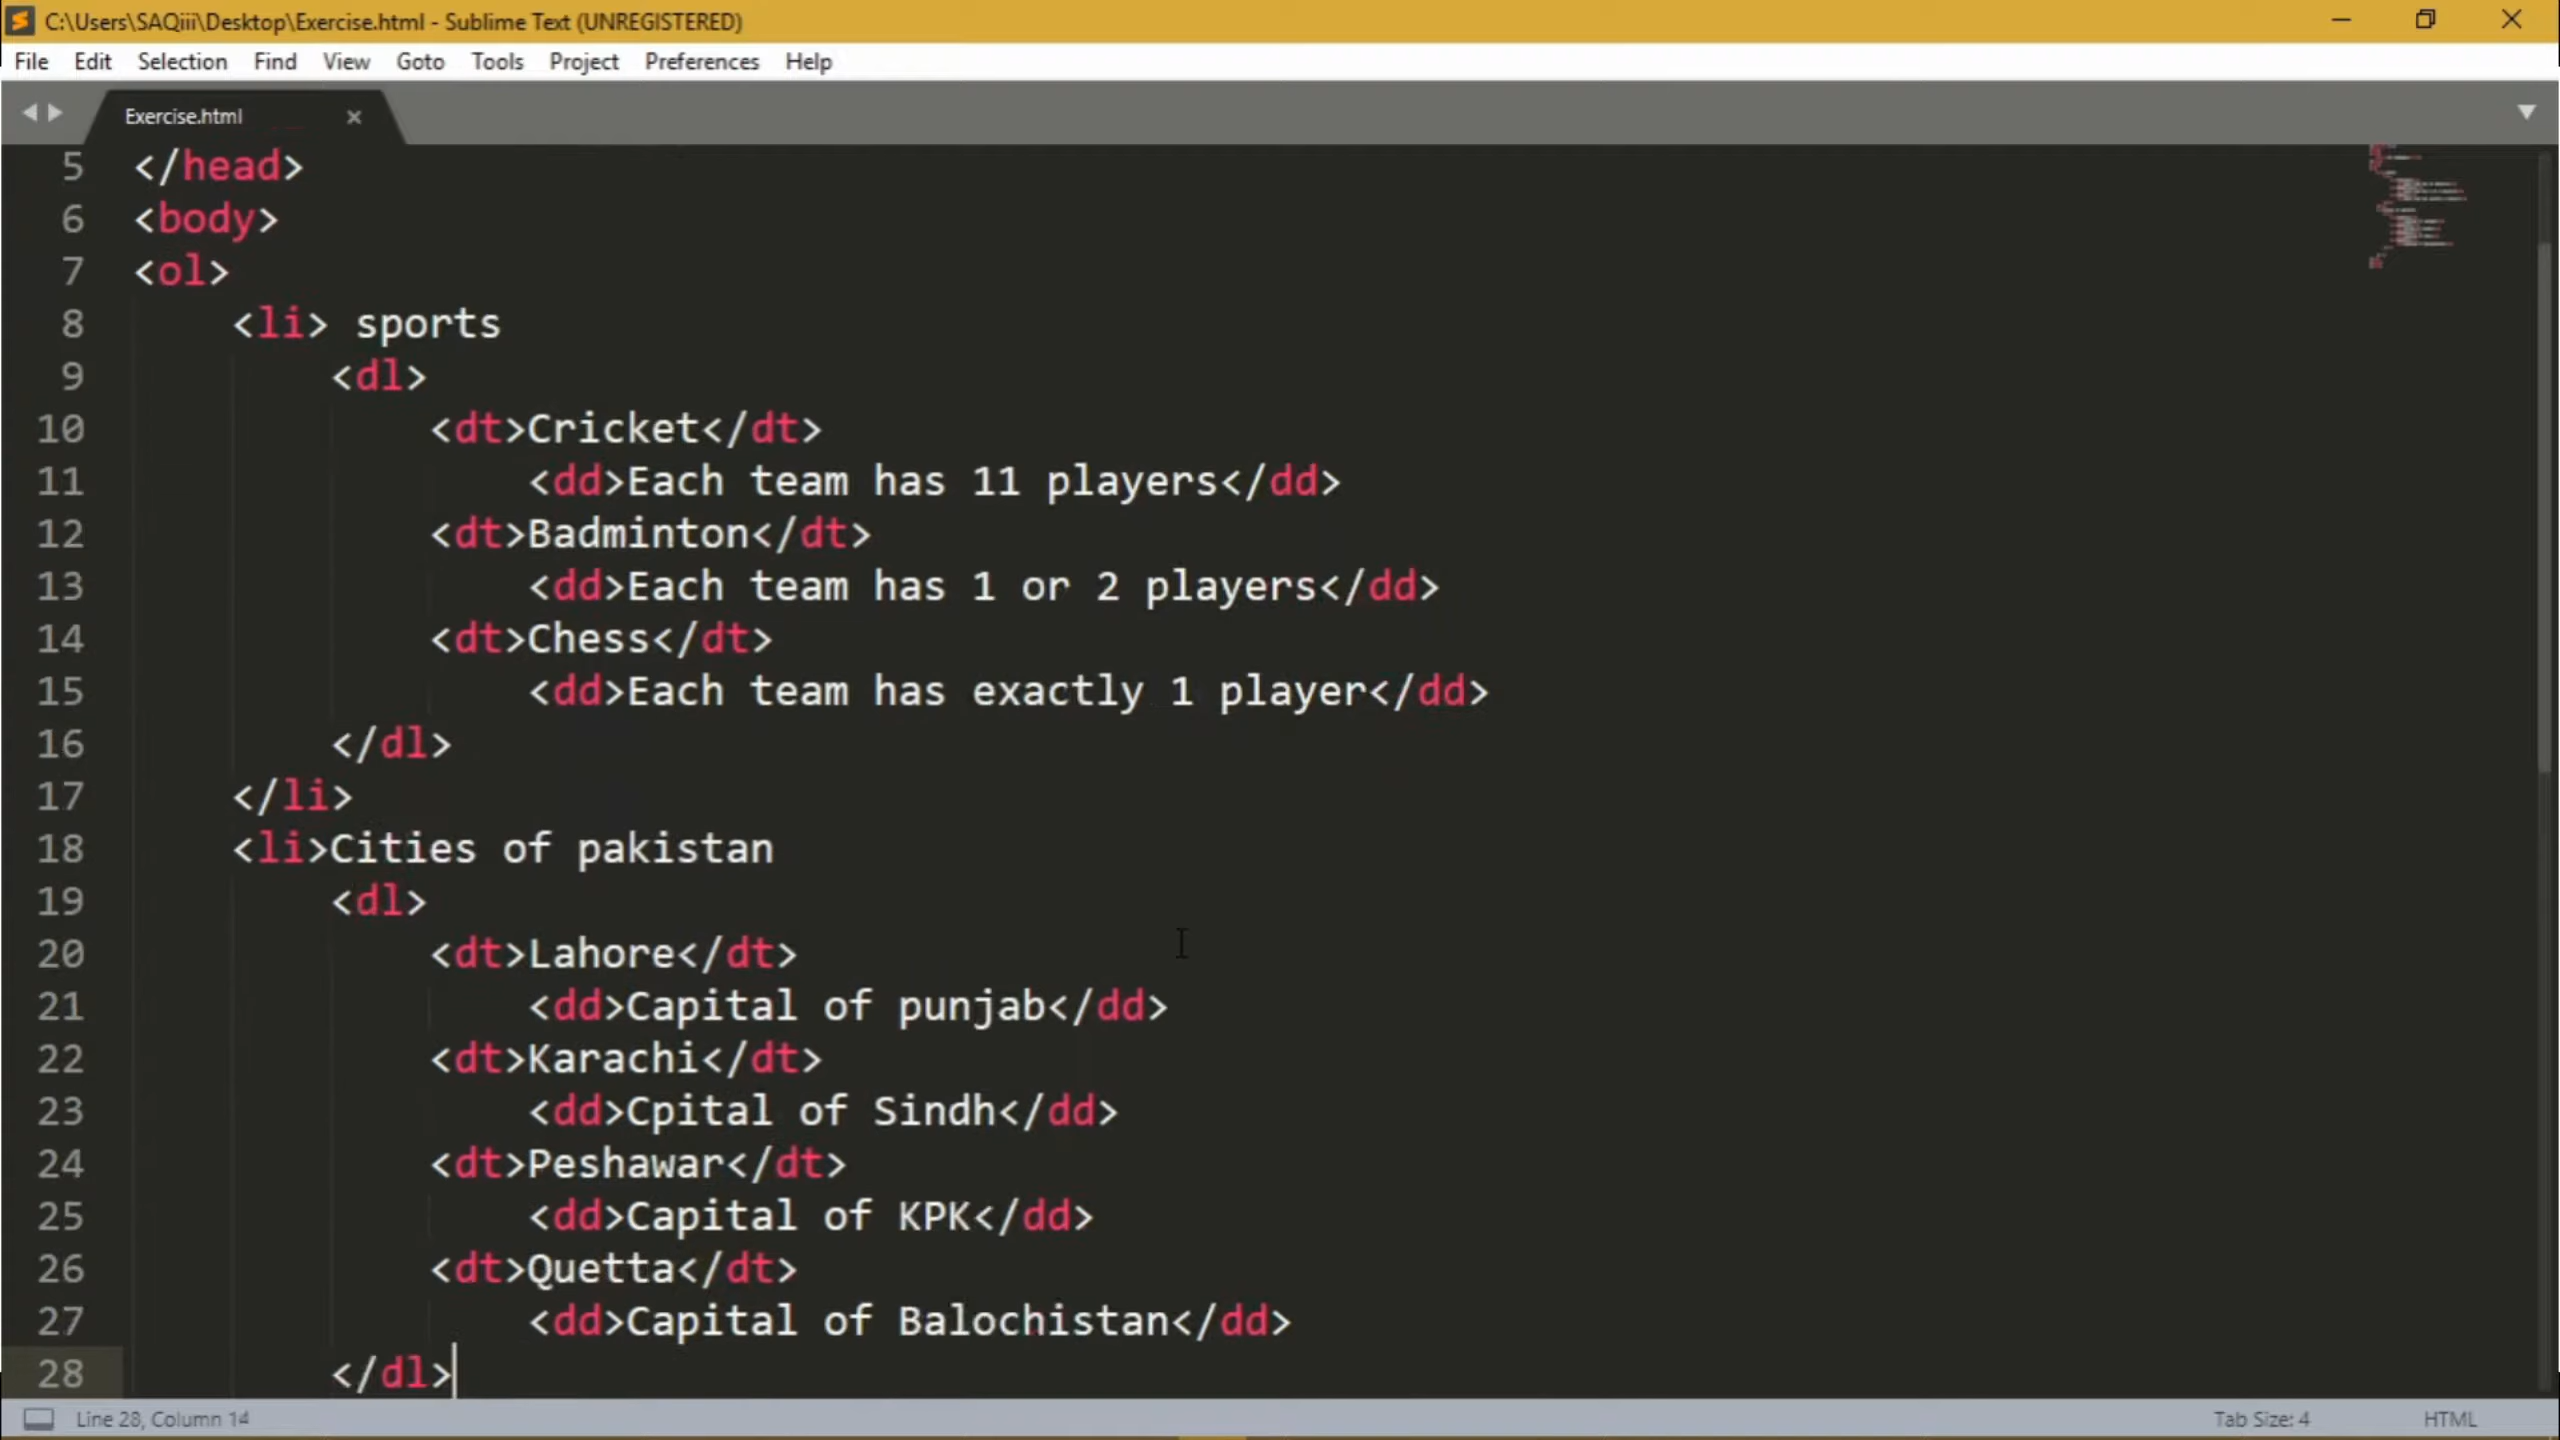 C:\Users\SAQiii\Desktop\Exercise.html - Sublime Text (UNREGISTERED)
File Edit Selection Find View Goto Tools Project Preferences Help
Exercise.html
5 </head>
6 <body>
7 <ol>
8 <li> sports
9 <dl>
10 <dt>Cricket</dt>
11 <dd>Each team has 11 players</dd>
12 <dt>Badminton</dt>
13 <dd>Each team has 1 or 2 players</dd>
14 <dt>Chess</dt>
15 <dd>Each team has exactly 1 player</dd>
16 </dl>
17 </li>
18 <li>Cities of pakistan
19 <dl>
20 <dt>Lahore</dt>
21 <dd>Capital of punjab</dd>
22 <dt>Karachi</dt>
23 <dd>Cpital of Sindh</dd>
24 <dt>Peshawar</dt>
25 <dd>Capital of KPK</dd>
26 <dt>Quetta</dt>
27 <dd>Capital of Balochistan</dd>
28 </dl>
Line 28, Column 14 Tab Size: 4 HTML